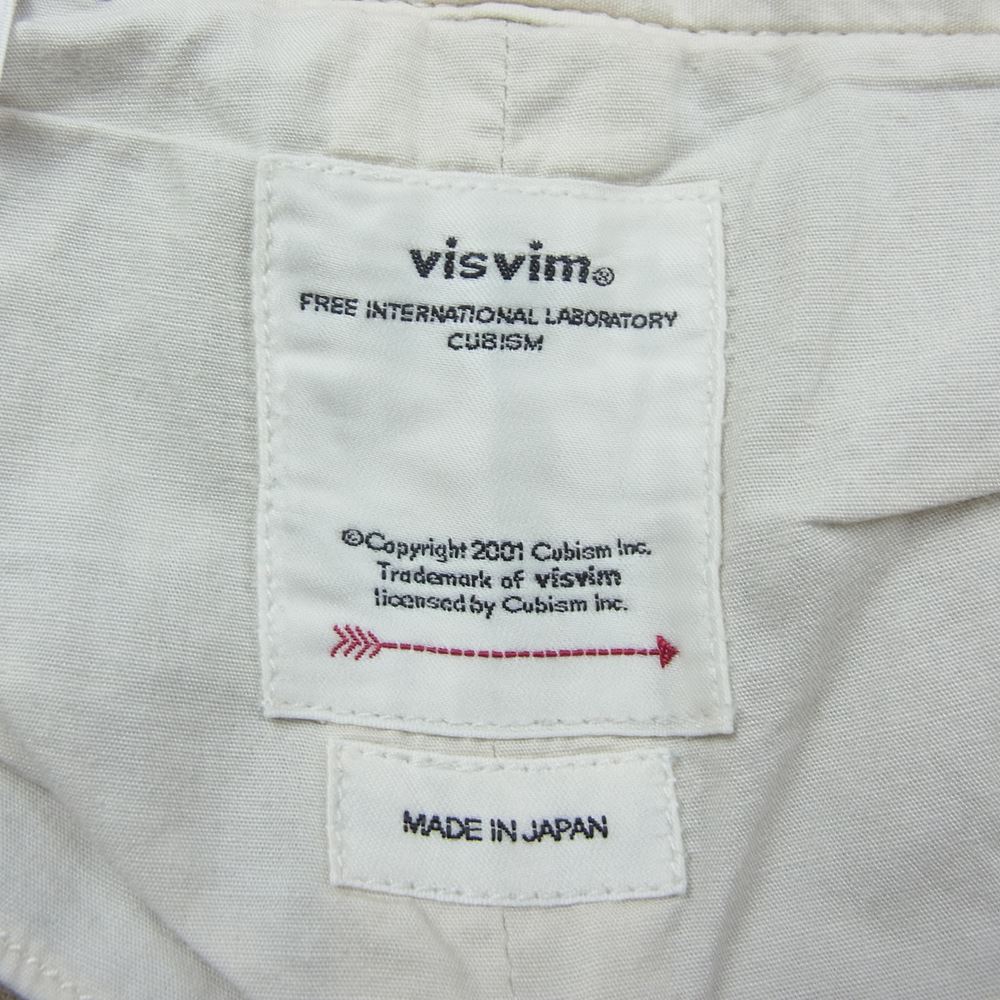 visvim®
FREE INTERNATIONAL LABORATORY
CUBISM
©Copyright 2001 Cubism Inc.
Trademark of visvim
licensed by Cubism Inc.
MADE IN JAPAN